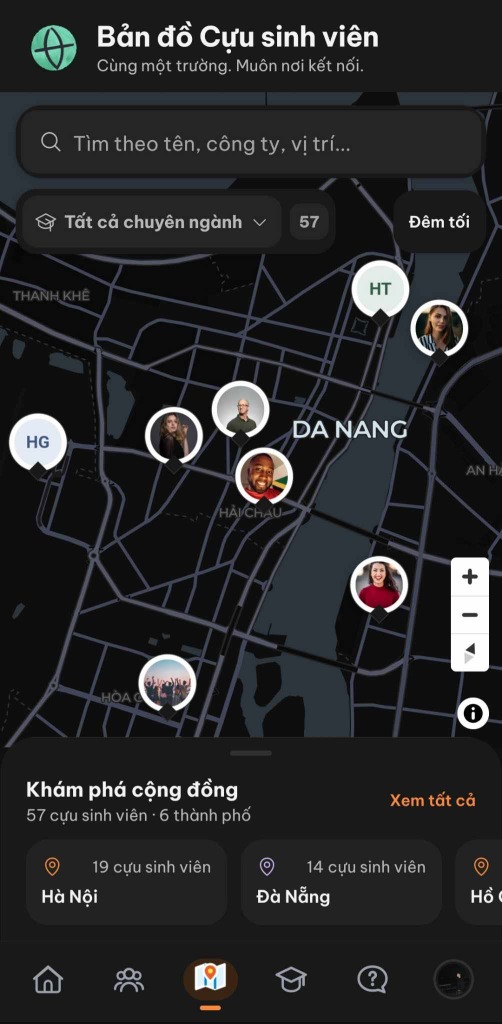 Bản đồ Cựu sinh viên
Cùng một trường. Muôn nơi kết nối.
Tìm theo tên, công ty, vị trí...
Tất cả chuyên ngành
57
Đêm tối
THANH KHÊ
HT
HG
DA NANG
AN HẢ
HẢI CHÂU
HÒA C
Khám phá cộng đồng
57 cựu sinh viên · 6 thành phố
Xem tất cả
19 cựu sinh viên
Hà Nội
14 cựu sinh viên
Đà Nẵng
Hồ C